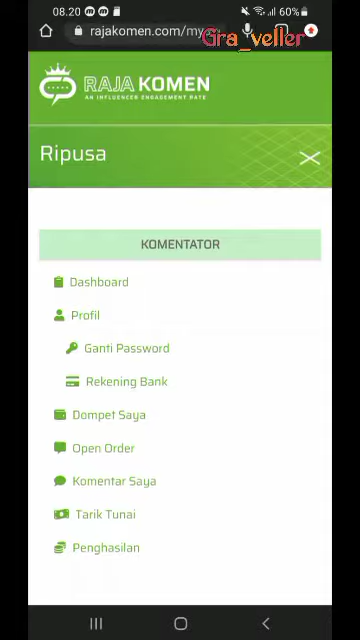 08.20
60%
rajakomen.com/my
Gra_veller
RAJA KOMEN
AN INFLUENCER ENGAGEMENT RATE
Ripusa
KOMENTATOR
Dashboard
Profil
Ganti Password
Rekening Bank
Dompet Saya
Open Order
Komentar Saya
Tarik Tunai
Penghasilan